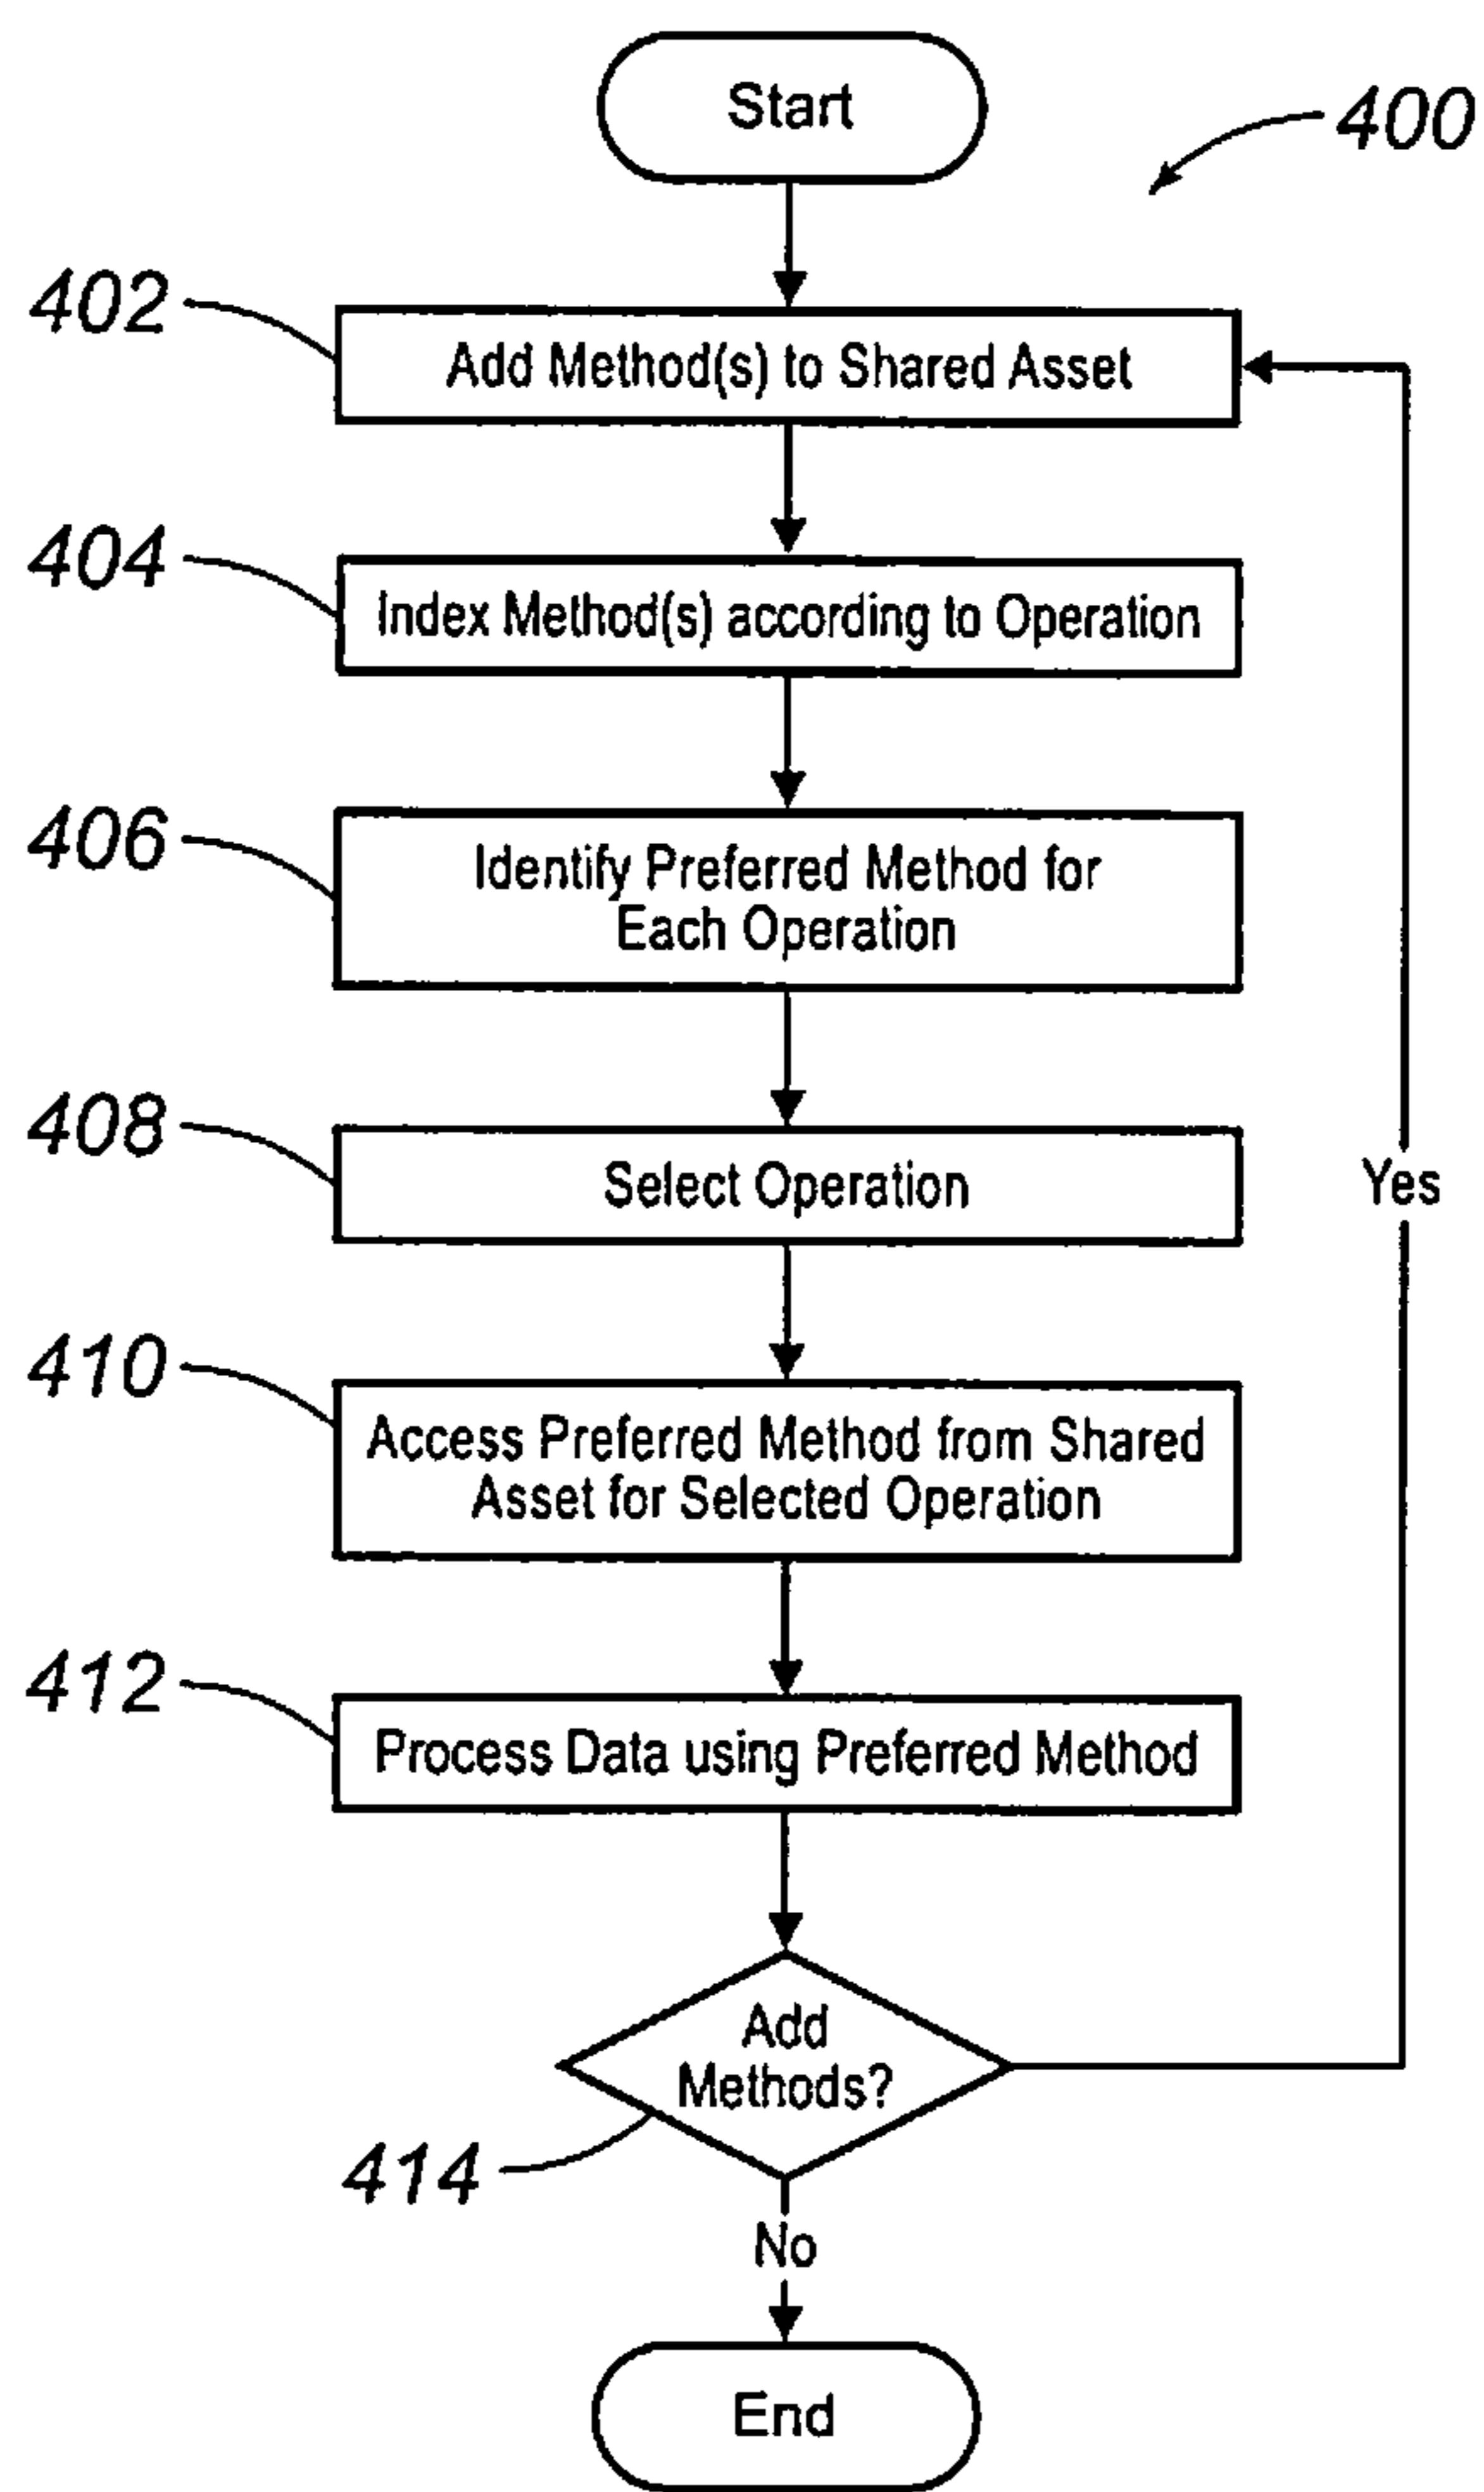 Start
400
402
Add Method(s) to Shared Asset
404
Index Method(s) according to Operation
406
Identify Preferred Method for
Each Operation
408
Select Operation
Yes
410
Access Preferred Method from Shared
Asset for Selected Operation
412
Process Data using Preferred Method
Add
Methods?
414
No
End